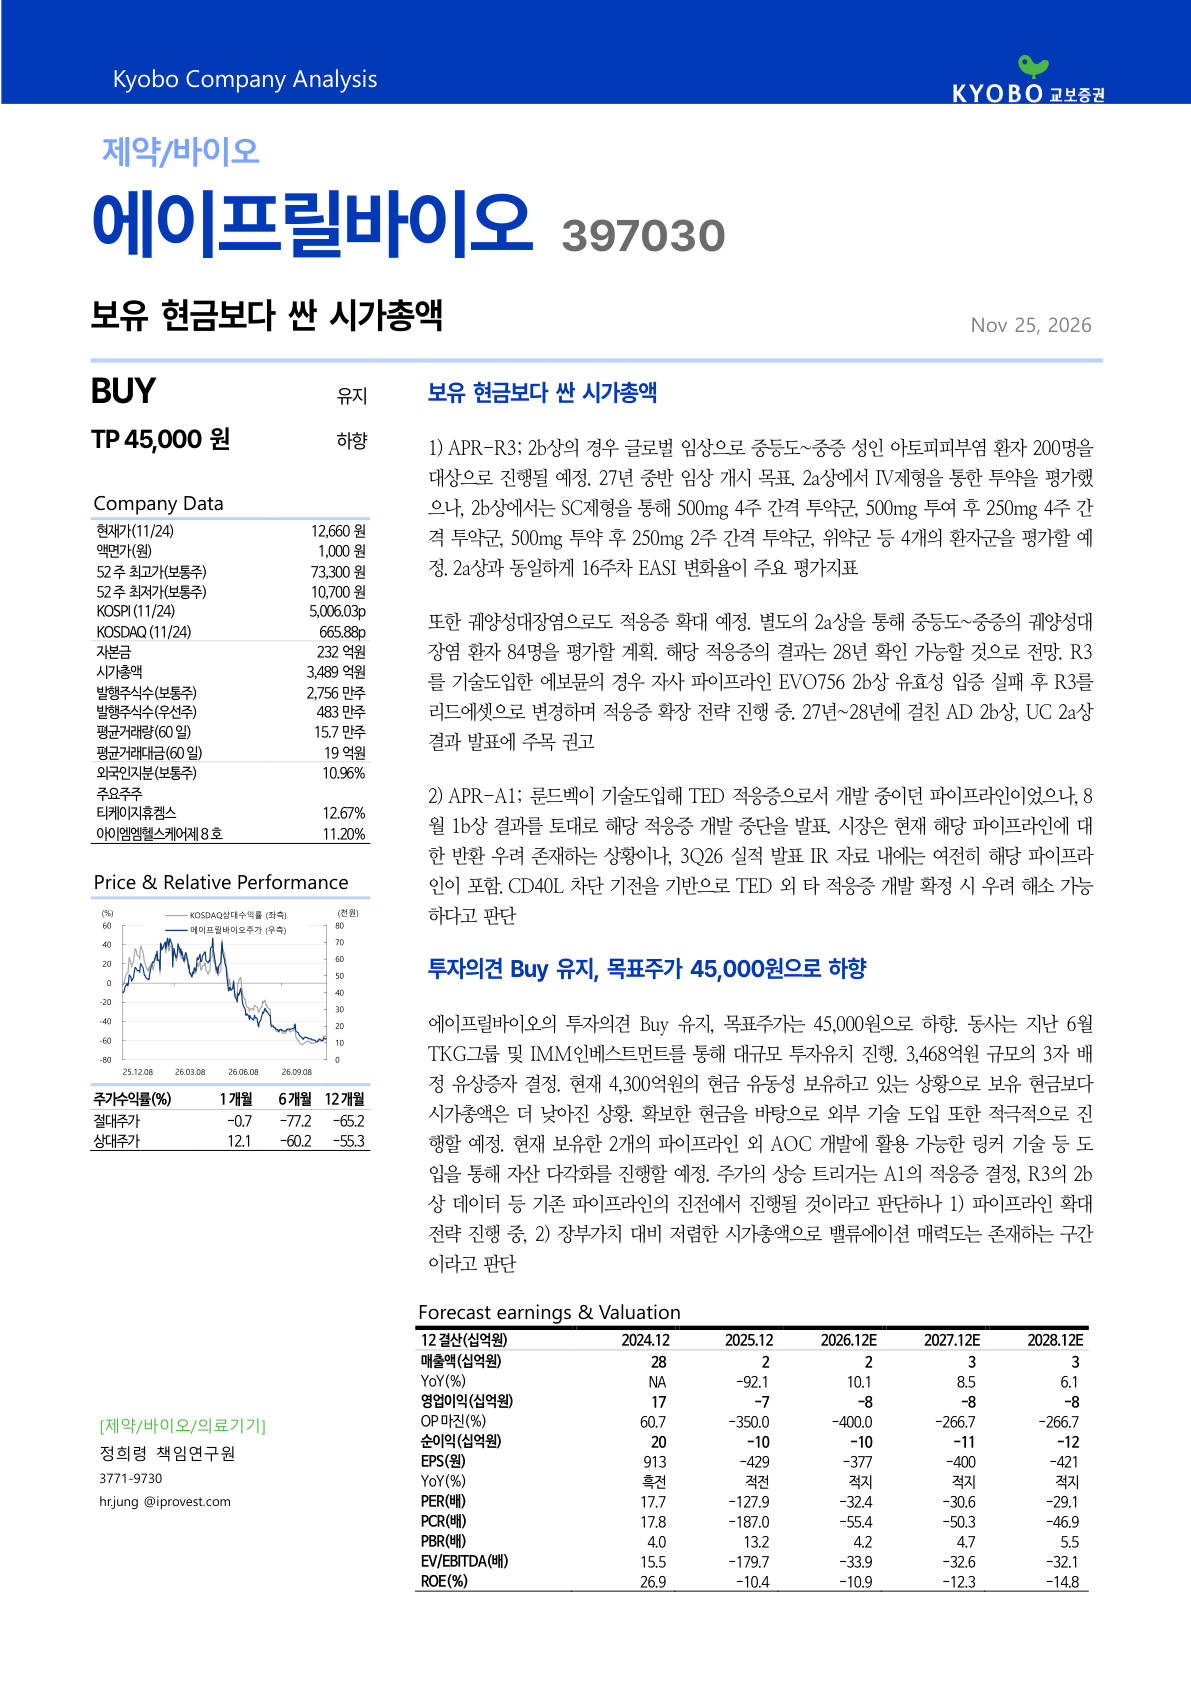 Kyobo Company Analysis
KYOBO 교보증권
제약/바이오
에이프릴바이오 397030
보유 현금보다 싼 시가총액
Nov 25, 2026
BUY 유지
TP 45,000 원 하향
Company Data
현재가(11/24) 12,660 원
액면가(원) 1,000 원
52 주 최고가(보통주) 73,300 원
52 주 최저가(보통주) 10,700 원
KOSPI (11/24) 5,006.03p
KOSDAQ (11/24) 665.88p
자본금 232 억원
시가총액 3,489 억원
발행주식수(보통주) 2,756 만주
발행주식수(우선주) 483 만주
평균거래량(60 일) 15.7 만주
평균거래대금(60 일) 19 억원
외국인지분(보통주) 10.96%
주요주주
티케이지휴켐스 12.67%
아이엠엠헬스케어제 8 호 11.20%
Price & Relative Performance
(%) KOSDAQ상대수익률 (좌측) (천원)
에이프릴바이오주가 (우측)
60 80
40 70
20 60
0 50
-20 40
-40 30
-60 20
-80 10
0
25.12.08 26.03.08 26.06.08 26.09.08
주가수익률(%) 1 개월 6 개월 12 개월
절대주가 -0.7 -77.2 -65.2
상대주가 12.1 -60.2 -55.3
[제약/바이오/의료기기]
정희령 책임연구원
3771-9730
hr.jung @iprovest.com
보유 현금보다 싼 시가총액
1) APR-R3; 2b상의 경우 글로벌 임상으로 중등도~중증 성인 아토피피부염 환자 200명을
대상으로 진행될 예정. 27년 중반 임상 개시 목표. 2a상에서 IV제형을 통한 투약을 평가했
으나, 2b상에서는 SC제형을 통해 500mg 4주 간격 투약군, 500mg 투여 후 250mg 4주 간
격 투약군, 500mg 투약 후 250mg 2주 간격 투약군, 위약군 등 4개의 환자군을 평가할 예
정. 2a상과 동일하게 16주차 EASI 변화율이 주요 평가지표
또한 궤양성대장염으로도 적응증 확대 예정. 별도의 2a상을 통해 중등도~중증의 궤양성대
장염 환자 84명을 평가할 계획. 해당 적응증의 결과는 28년 확인 가능할 것으로 전망. R3
를 기술도입한 에보뮨의 경우 자사 파이프라인 EVO756 2b상 유효성 입증 실패 후 R3를
리드에셋으로 변경하며 적응증 확장 전략 진행 중. 27년~28년에 걸친 AD 2b상, UC 2a상
결과 발표에 주목 권고
2) APR-A1; 룬드벡이 기술도입해 TED 적응증으로서 개발 중이던 파이프라인이었으나, 8
월 1b상 결과를 토대로 해당 적응증 개발 중단을 발표. 시장은 현재 해당 파이프라인에 대
한 반환 우려 존재하는 상황이나, 3Q26 실적 발표 IR 자료 내에는 여전히 해당 파이프라
인이 포함. CD40L 차단 기전을 기반으로 TED 외 타 적응증 개발 확정 시 우려 해소 가능
하다고 판단
투자의견 Buy 유지, 목표주가 45,000원으로 하향
에이프릴바이오의 투자의견 Buy 유지, 목표주가는 45,000원으로 하향. 동사는 지난 6월
TKG그룹 및 IMM인베스트먼트를 통해 대규모 투자유치 진행. 3,468억원 규모의 3자 배
정 유상증자 결정. 현재 4,300억원의 현금 유동성 보유하고 있는 상황으로 보유 현금보다
시가총액은 더 낮아진 상황. 확보한 현금을 바탕으로 외부 기술 도입 또한 적극적으로 진
행할 예정. 현재 보유한 2개의 파이프라인 외 AOC 개발에 활용 가능한 링커 기술 등 도
입을 통해 자산 다각화를 진행할 예정. 주가의 상승 트리거는 A1의 적응증 결정, R3의 2b
상 데이터 등 기존 파이프라인의 진전에서 진행될 것이라고 판단하나 1) 파이프라인 확대
전략 진행 중, 2) 장부가치 대비 저렴한 시가총액으로 밸류에이션 매력도는 존재하는 구간
이라고 판단
Forecast earnings & Valuation
12 결산(십억원) 2024.12 2025.12 2026.12E 2027.12E 2028.12E
매출액(십억원) 28 2 2 3 3
YoY(%) NA -92.1 10.1 8.5 6.1
영업이익(십억원) 17 -7 -8 -8 -8
OP 마진(%) 60.7 -350.0 -400.0 -266.7 -266.7
순이익(십억원) 20 -10 -10 -11 -12
EPS(원) 913 -429 -377 -400 -421
YoY(%) 흑전 적전 적지 적지 적지
PER(배) 17.7 -127.9 -32.4 -30.6 -29.1
PCR(배) 17.8 -187.0 -55.4 -50.3 -46.9
PBR(배) 4.0 13.2 4.2 4.7 5.5
EV/EBITDA(배) 15.5 -179.7 -33.9 -32.6 -32.1
ROE(%) 26.9 -10.4 -10.9 -12.3 -14.8